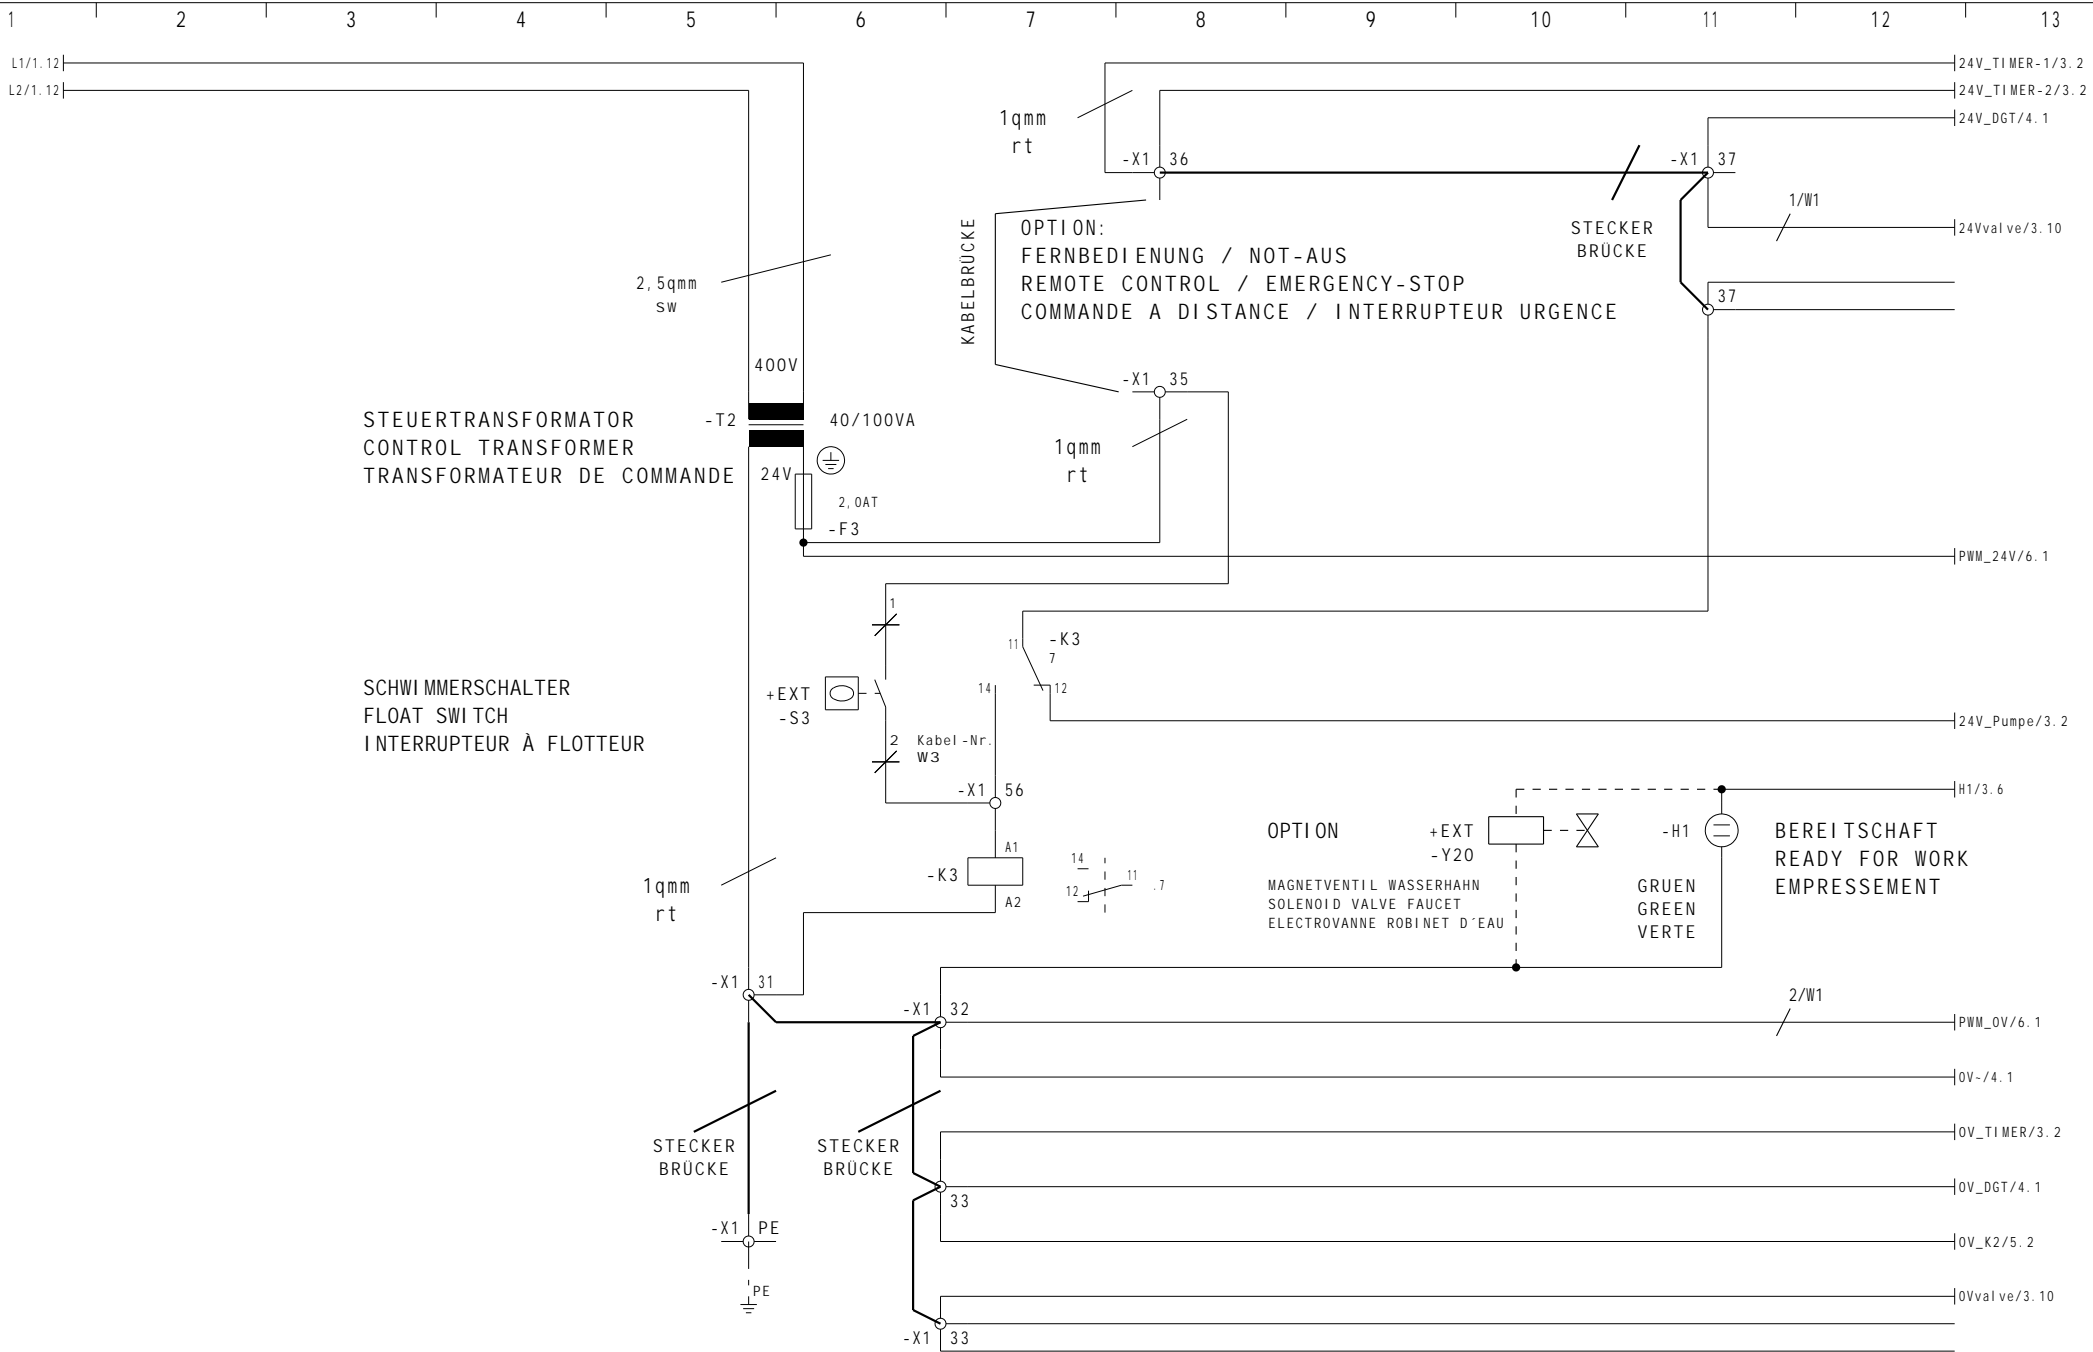 1 2 3 4 5 6 7 8 9 10 11 12 13
L1/1.12
L2/1.12
24V_TIMER-1/3.2
24V_TIMER-2/3.2
24V_DGT/4.1
1qmm
rt
-X1 36
-X1 37
1/W1
24Vvalve/3.10
STECKER
BRÜCKE
KABELBRÜCKE
OPTION:
FERNBEDIENUNG / NOT-AUS
REMOTE CONTROL / EMERGENCY-STOP
COMMANDE A DISTANCE / INTERRUPTEUR URGENCE
2,5qmm
sw
37
400V
-X1 35
STEUERTRANSFORMATOR
CONTROL TRANSFORMER
TRANSFORMATEUR DE COMMANDE
-T2
40/100VA
24V
2,0AT
-F3
1qmm
rt
PWM_24V/6.1
1
11
-K3
7
12
SCHWIMMERSCHALTER
FLOAT SWITCH
INTERRUPTEUR À FLOTTEUR
+EXT
-S3
14
24V_Pumpe/3.2
2
Kabel-Nr.
W3
-X1 56
H1/3.6
OPTION
+EXT
-Y20
-H1
BEREITSCHAFT
READY FOR WORK
EMPRESSEMENT
A1
-K3
A2
14
12
11
.7
MAGNETVENTIL WASSERHAHN
SOLENOID VALVE FAUCET
ELECTROVANNE ROBINET D´EAU
GRUEN
GREEN
VERTE
1qmm
rt
-X1 31
-X1 32
2/W1
PWM_0V/6.1
0V~/4.1
STECKER
BRÜCKE
STECKER
BRÜCKE
0V_TIMER/3.2
33
0V_DGT/4.1
-X1 PE
0V_K2/5.2
PE
0Vvalve/3.10
-X1 33